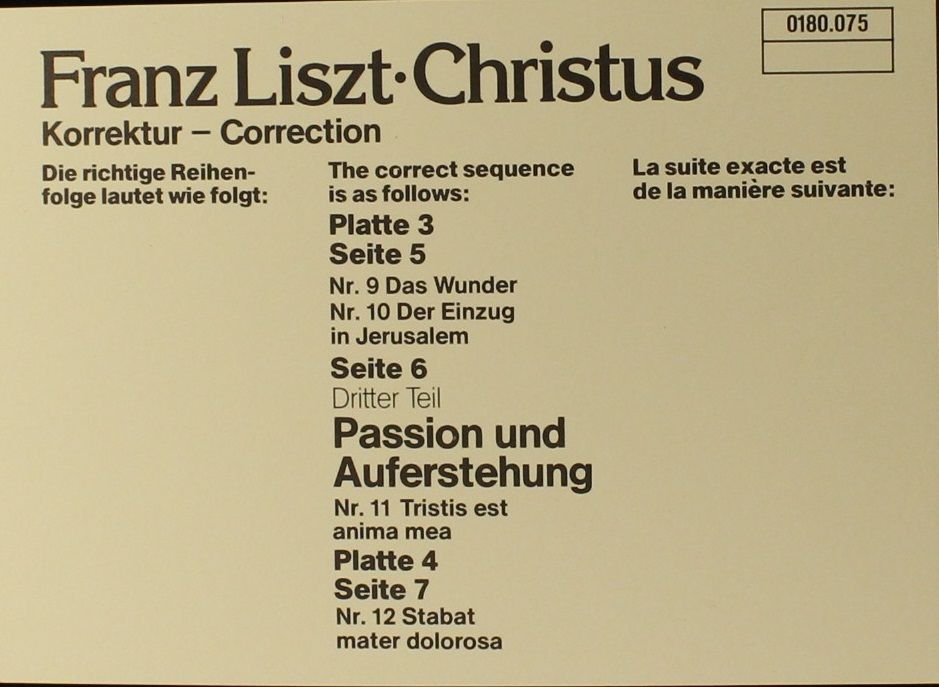 0180.075
Franz Liszt·Christus
Korrektur – Correction
Die richtige Reihen-
folge lautet wie folgt:
The correct sequence
is as follows:
La suite exacte est
de la manière suivante:
Platte 3
Seite 5
Nr. 9 Das Wunder
Nr. 10 Der Einzug
in Jerusalem
Seite 6
Dritter Teil
Passion und
Auferstehung
Nr. 11 Tristis est
anima mea
Platte 4
Seite 7
Nr. 12 Stabat
mater dolorosa